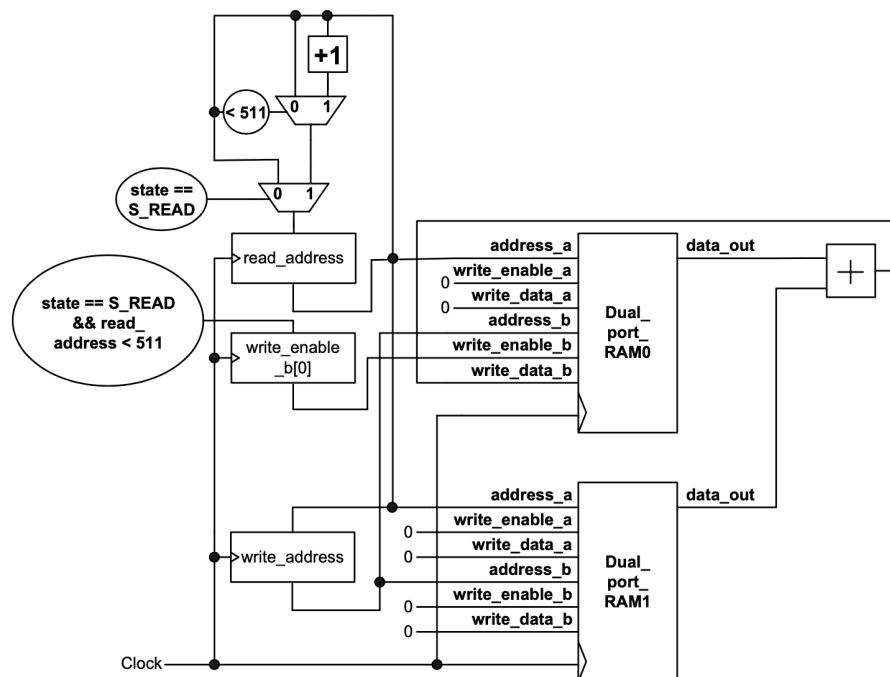 +1
0 1
< 511
0 1
state ==
S_READ
read_address
state == S_READ
&& read_
address < 511
write_enable
_b[0]
address_a
write_enable_a
0
write_data_a
0
address_b
write_enable_b
write_data_b
Dual_
port_
RAM0
data_out
+
write_address
address_a
write_enable_a
0
write_data_a
0
address_b
write_enable_b
0
write_data_b
0
Dual_
port_
RAM1
data_out
Clock